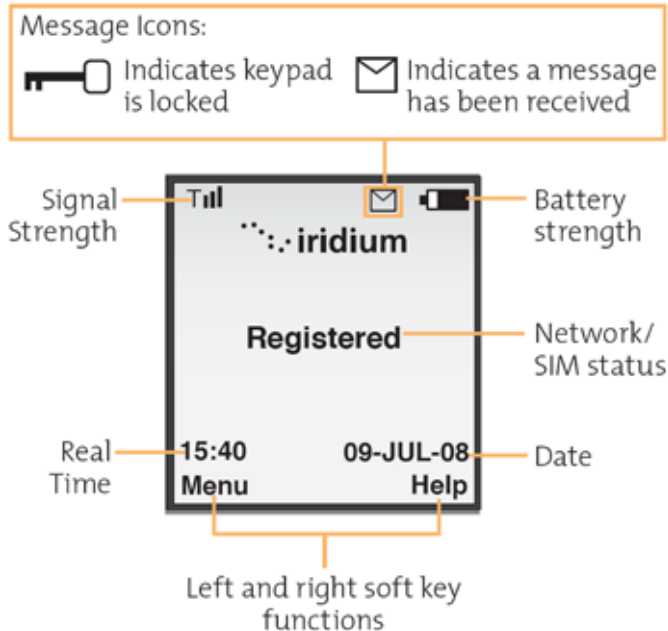 Message Icons:
Indicates keypad
is locked
Indicates a message
has been received
Signal
Strength
Battery
strength
iridium
Registered
Network/
SIM status
Real
Time
15:40
09-JUL-08
Date
Menu
Help
Left and right soft key
functions